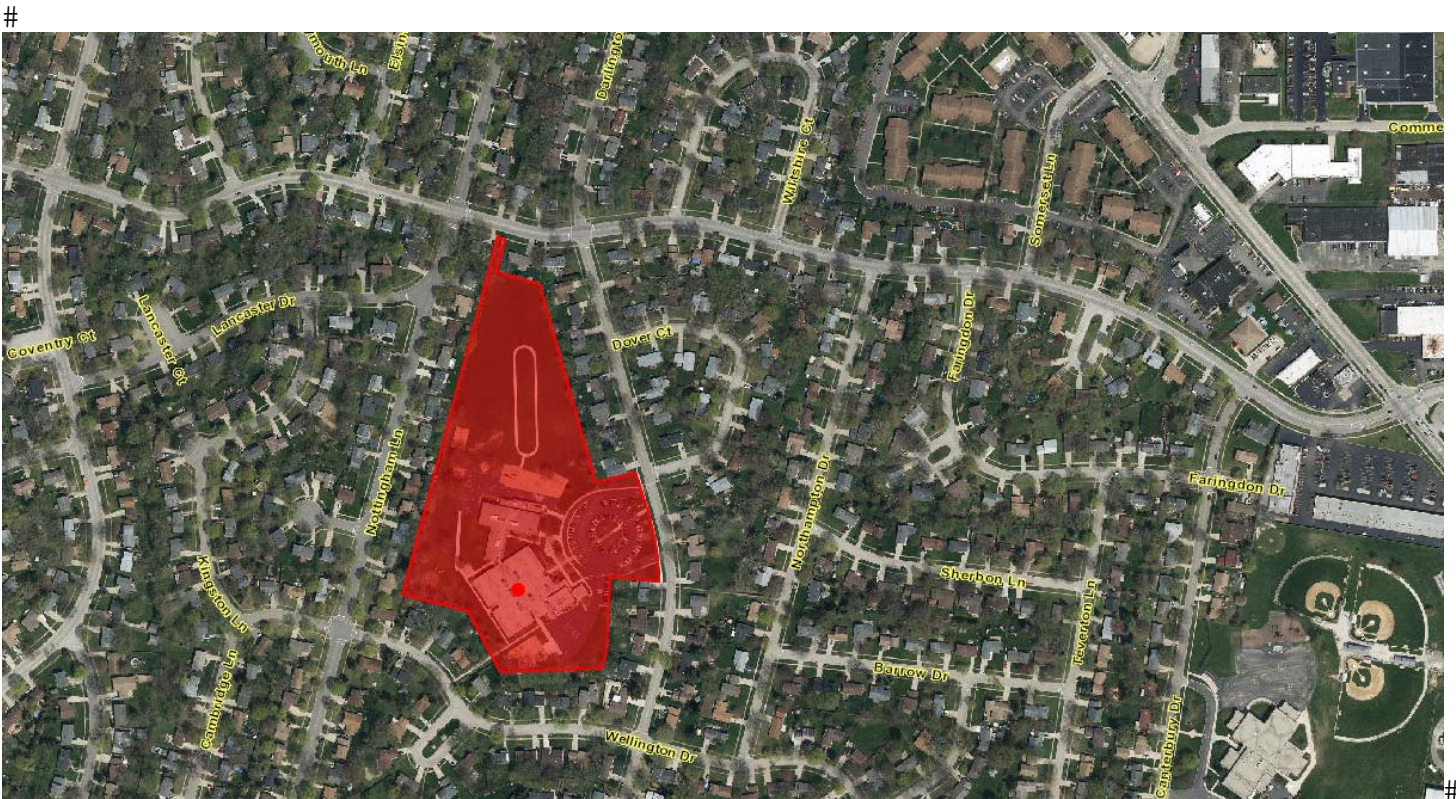 #
Darlington
Wiltshire Ct
Comme
Somerset Ln
Lancaster Dr
Lancaster Ct
Coventry Ct
Dover Ct
Faringdon Dr
Nottingham Ln
Northampton Dr
Faringdon Dr
Sherbon Ln
Kingston Ln
Teverton Ln
Barrow Dr
Cambridge Ln
Canterbury Dr
Wellington Dr
#